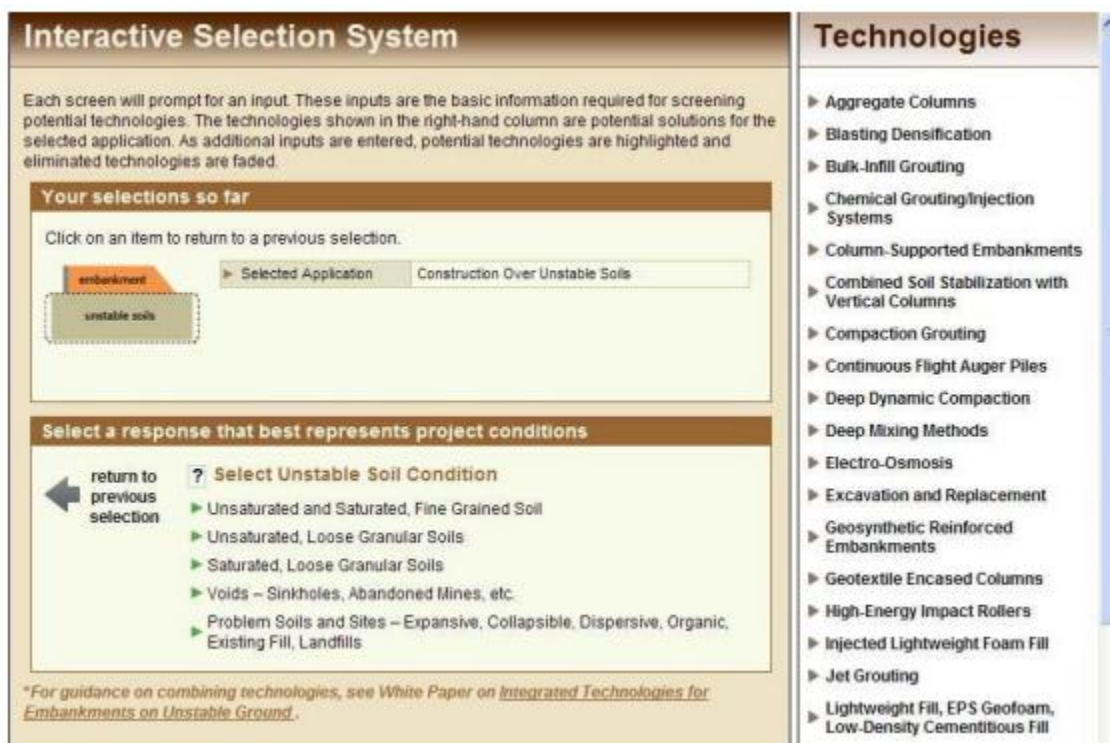 Interactive Selection System
Each screen will prompt for an input. These inputs are the basic information required for screening
potential technologies. The technologies shown in the right-hand column are potential solutions for the
selected application. As additional inputs are entered, potential technologies are highlighted and
eliminated technologies are faded.
Your selections so far
Click on an item to return to a previous selection.
embankment
unstable soils
Selected Application
Construction Over Unstable Soils
Select a response that best represents project conditions
return to
previous
selection
? Select Unstable Soil Condition
Unsaturated and Saturated, Fine Grained Soil
Unsaturated, Loose Granular Soils
Saturated, Loose Granular Soils
Voids – Sinkholes, Abandoned Mines, etc.
Problem Soils and Sites – Expansive, Collapsible, Dispersive, Organic,
Existing Fill, Landfills
*For guidance on combining technologies, see White Paper on Integrated Technologies for
Embankments on Unstable Ground .
Technologies
Aggregate Columns
Blasting Densification
Bulk-Infill Grouting
Chemical Grouting/Injection
Systems
Column-Supported Embankments
Combined Soil Stabilization with
Vertical Columns
Compaction Grouting
Continuous Flight Auger Piles
Deep Dynamic Compaction
Deep Mixing Methods
Electro-Osmosis
Excavation and Replacement
Geosynthetic Reinforced
Embankments
Geotextile Encased Columns
High-Energy Impact Rollers
Injected Lightweight Foam Fill
Jet Grouting
Lightweight Fill, EPS Geofoam,
Low-Density Cementitious Fill